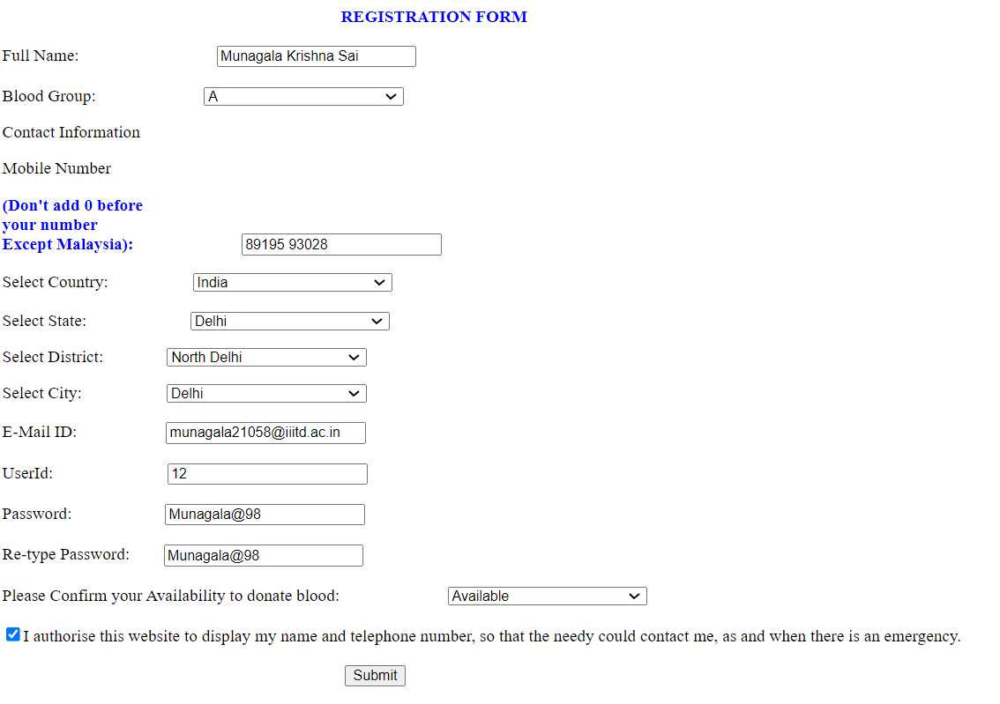 REGISTRATION FORM
Full Name: Munagala Krishna Sai
Blood Group: A
Contact Information
Mobile Number
(Don't add 0 before
your number
Except Malaysia): 89195 93028
Select Country: India
Select State: Delhi
Select District: North Delhi
Select City: Delhi
E-Mail ID: munagala21058@iiitd.ac.in
UserId: 12
Password: Munagala@98
Re-type Password: Munagala@98
Please Confirm your Availability to donate blood: Available
I authorise this website to display my name and telephone number, so that the needy could contact me, as and when there is an emergency.
Submit